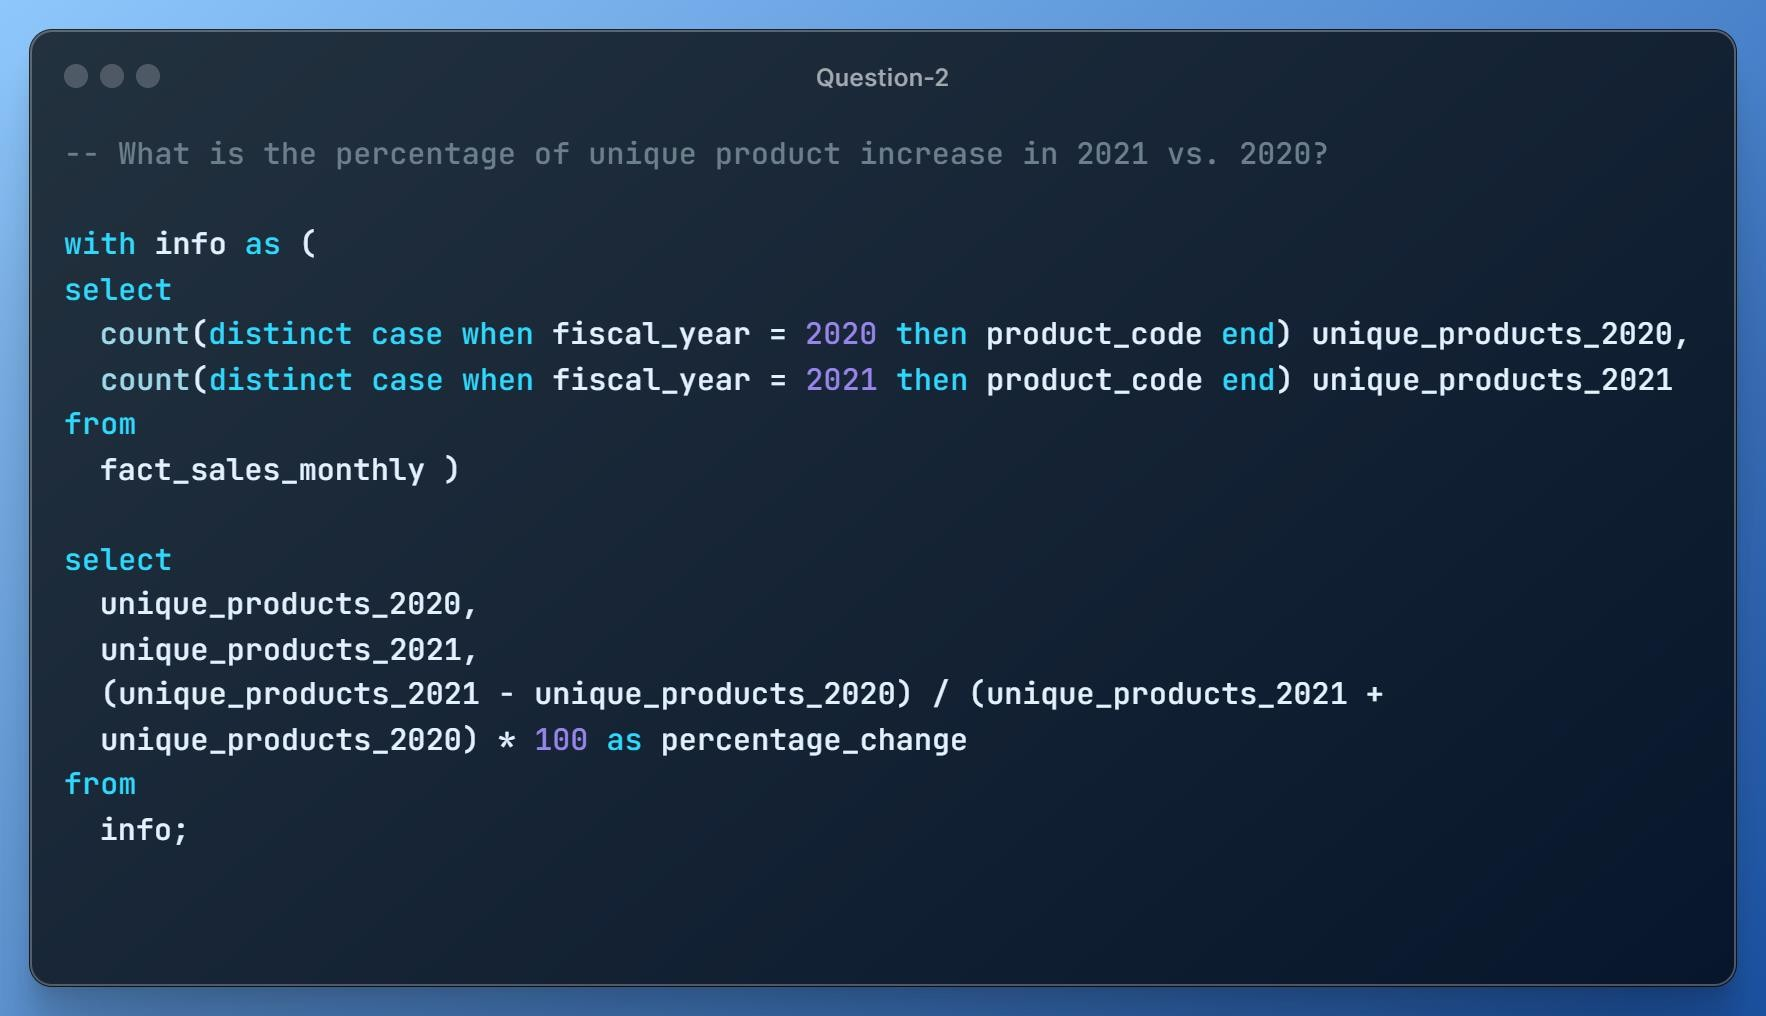 Question-2
-- What is the percentage of unique product increase in 2021 vs. 2020?
with info as (
select
  count(distinct case when fiscal_year = 2020 then product_code end) unique_products_2020,
  count(distinct case when fiscal_year = 2021 then product_code end) unique_products_2021
from
  fact_sales_monthly )
select
  unique_products_2020,
  unique_products_2021,
  (unique_products_2021 - unique_products_2020) / (unique_products_2021 +
  unique_products_2020) * 100 as percentage_change
from
  info;